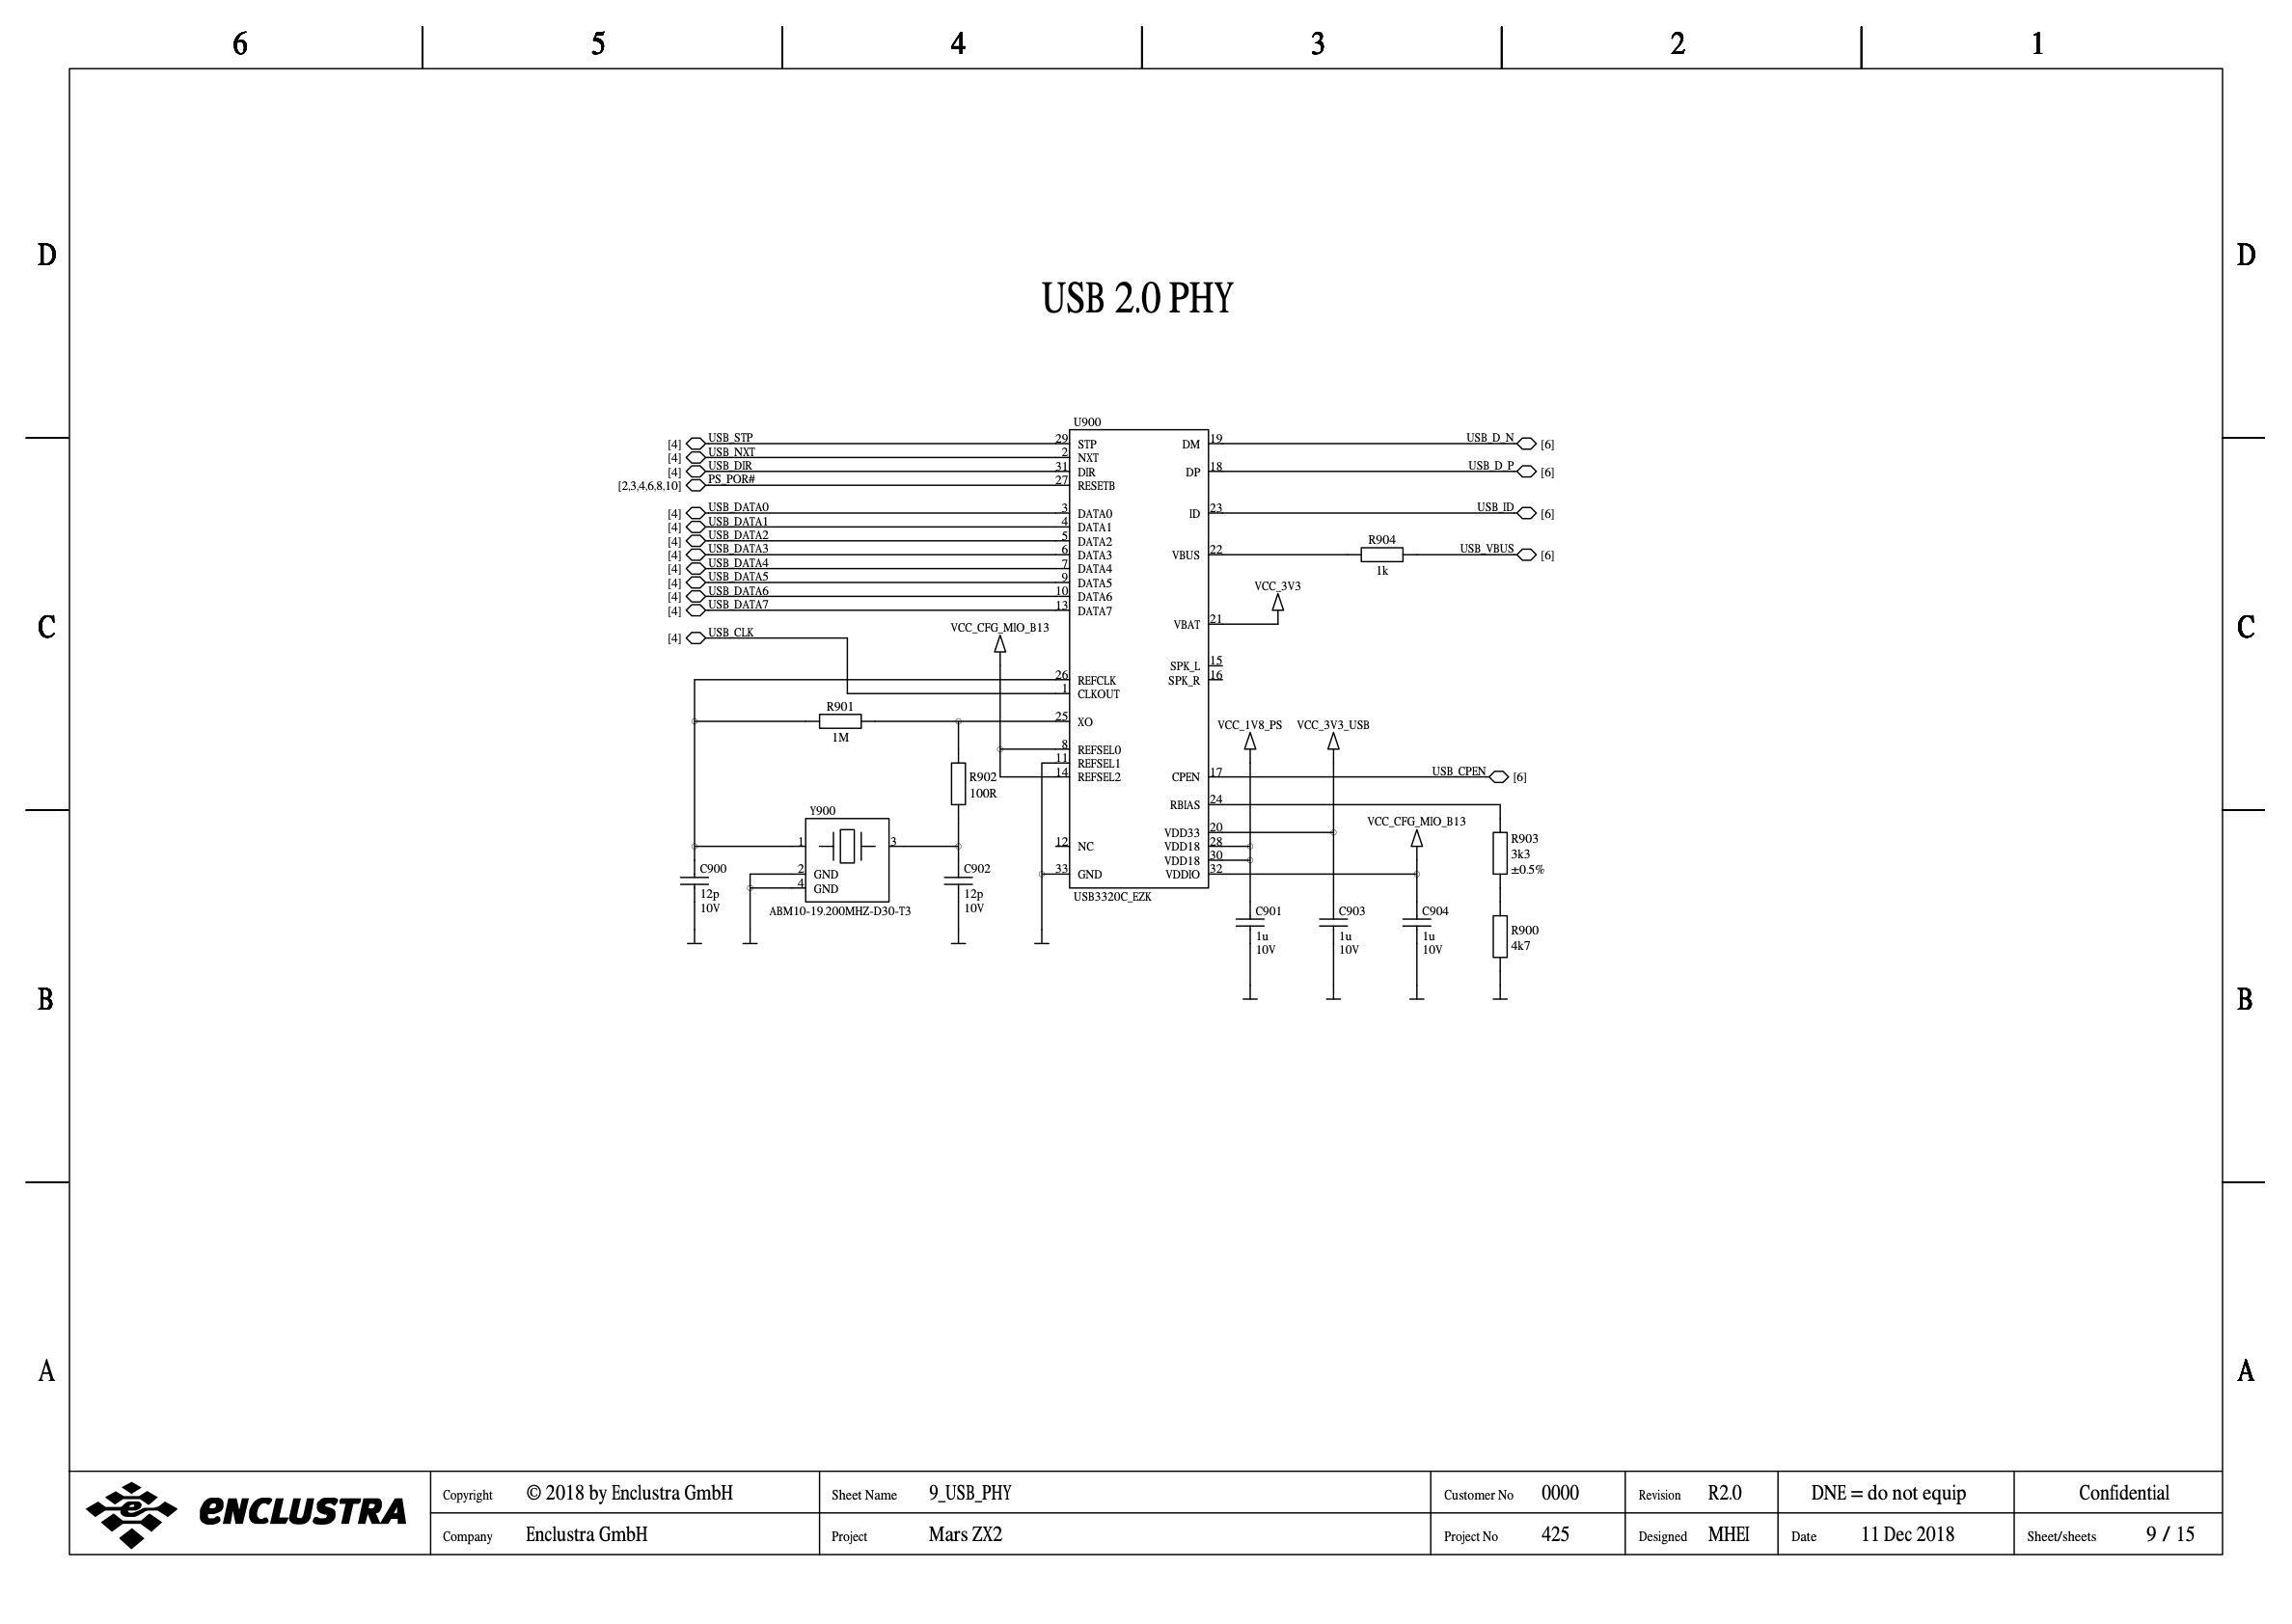 6 5 4 3 2 1
D D
USB 2.0 PHY
U900
[4] USB_STP 29 STP DM 19 USB_D_N [6]
[4] USB_NXT 2 NXT
[4] USB_DIR 31 DIR DP 18 USB_D_P [6]
[2,3,4,6,8,10] PS_POR# 27 RESETB
[4] USB_DATA0 3 DATA0 ID 23 USB_ID [6]
[4] USB_DATA1 4 DATA1
[4] USB_DATA2 5 DATA2
R904
[4] USB_DATA3 6 DATA3 VBUS 22 USB_VBUS [6]
[4] USB_DATA4 7 DATA4
1k
[4] USB_DATA5 9 DATA5
VCC_3V3
[4] USB_DATA6 10 DATA6
[4] USB_DATA7 13 DATA7
C C
VCC_CFG_MIO_B13 VBAT 21
[4] USB_CLK
SPK_L 15
26 REFCLK SPK_R 16
1 CLKOUT
R901
25 XO VCC_1V8_PS VCC_3V3_USB
1M
8 REFSEL0
11 REFSEL1
R902 14 REFSEL2 CPEN 17 USB_CPEN [6]
100R
RBIAS 24
Y900
VCC_CFG_MIO_B13
VDD33 20
R903
1 3 12 NC VDD18 28
3k3
VDD18 30
±0.5%
C900 2 GND C902 33 GND VDDIO 32
4 GND
12p 12p
10V 10V
USB3320C_EZK
ABM10-19.200MHZ-D30-T3
C901 C903 C904
R900
1u 1u 1u
4k7
10V 10V 10V
B B
A A
Copyright © 2018 by Enclustra GmbH Sheet Name 9_USB_PHY Customer No 0000 Revision R2.0 DNE = do not equip Confidential
e ENCLUSTRA
Company Enclustra GmbH Project Mars ZX2 Project No 425 Designed MHEI Date 11 Dec 2018 Sheet/sheets 9 / 15